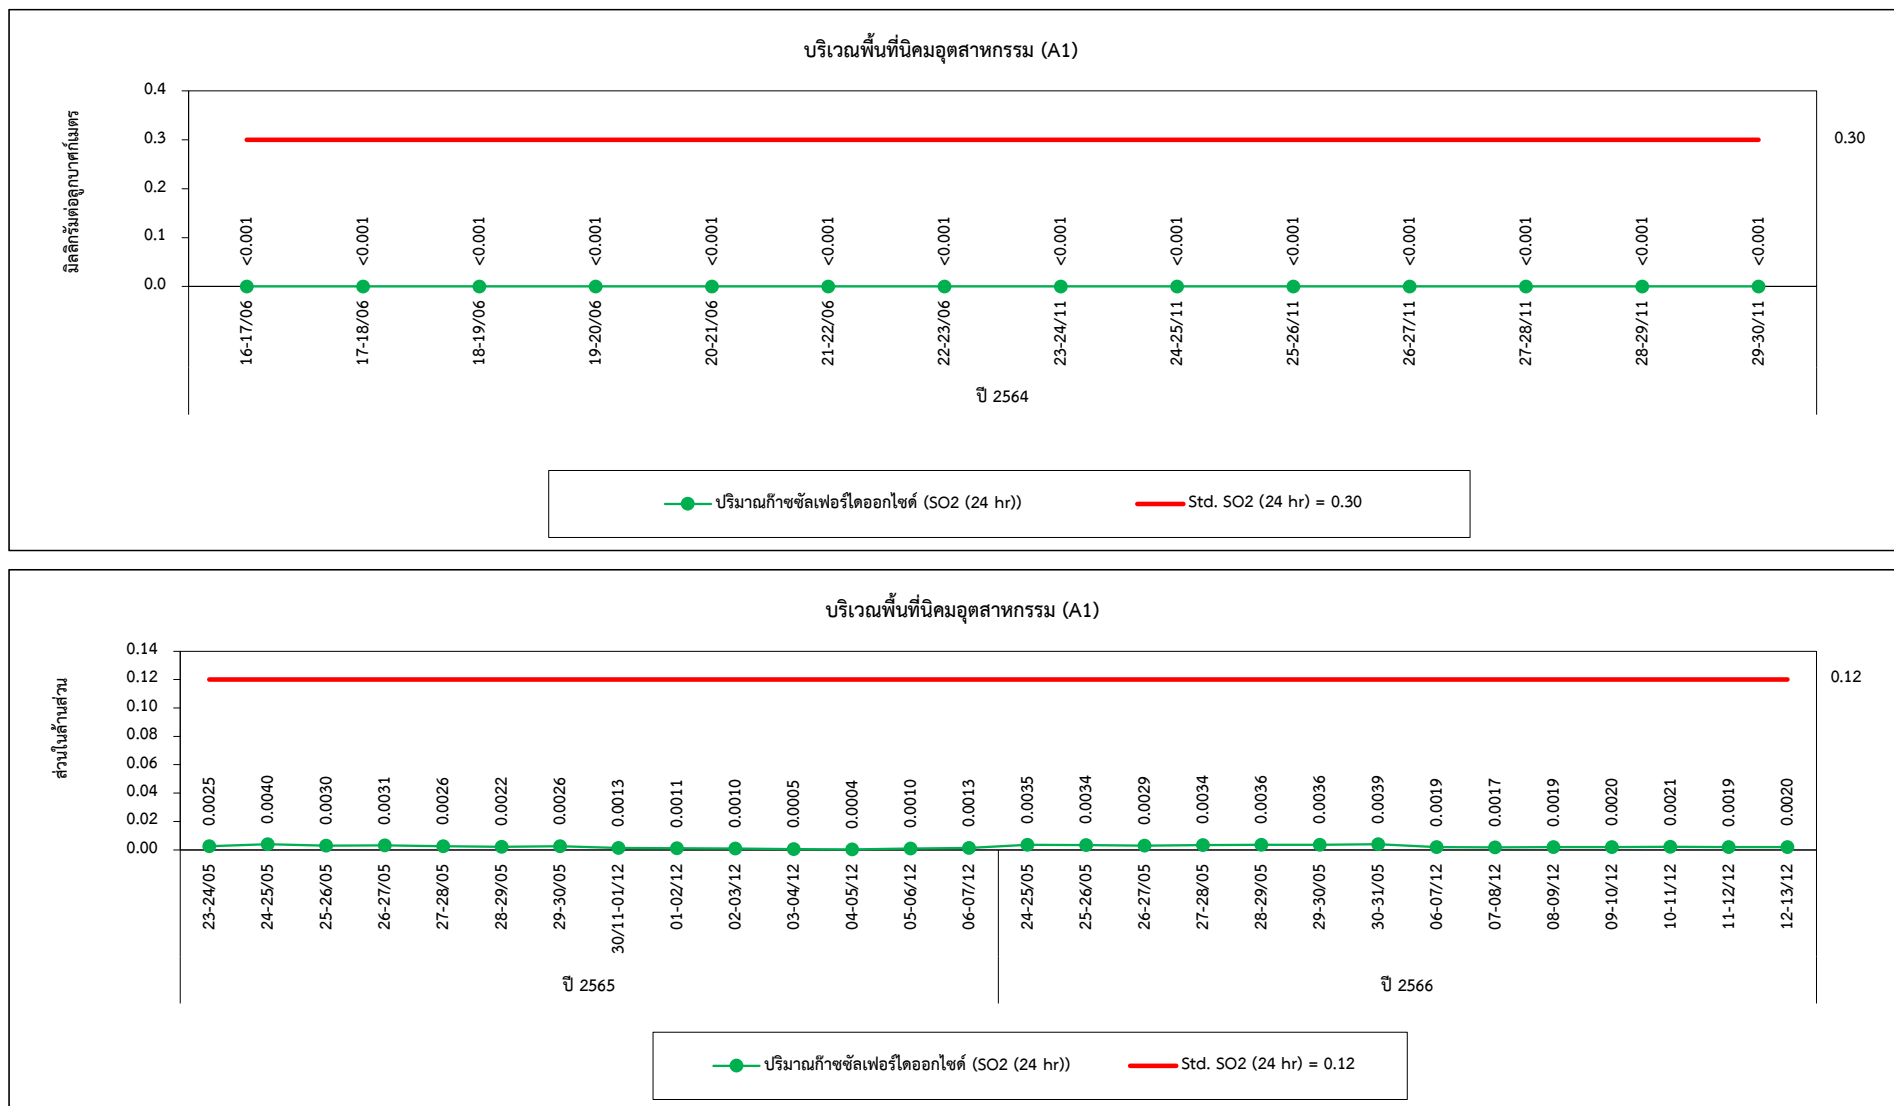 บริเวณพื้นที่นิคมอุตสาหกรรม (A1)
มิลลิกรัมต่อลูกบาศก์เมตร
0.4
0.3
0.2
0.1
0.0
0.30
<0.001 <0.001 <0.001 <0.001 <0.001 <0.001 <0.001 <0.001 <0.001 <0.001 <0.001 <0.001 <0.001 <0.001
16-17/06 17-18/06 18-19/06 19-20/06 20-21/06 21-22/06 22-23/06 23-24/11 24-25/11 25-26/11 26-27/11 27-28/11 28-29/11 29-30/11
ปี 2564
ปริมาณก๊าซซัลเฟอร์ไดออกไซด์ (SO2 (24 hr)) Std. SO2 (24 hr) = 0.30
บริเวณพื้นที่นิคมอุตสาหกรรม (A1)
ส่วนในล้านส่วน
0.14
0.12
0.10
0.08
0.06
0.04
0.02
0.00
0.12
0.0025 0.0040 0.0030 0.0031 0.0026 0.0022 0.0026 0.0013 0.0011 0.0010 0.0005 0.0004 0.0010 0.0013 0.0035 0.0034 0.0029 0.0034 0.0036 0.0036 0.0039 0.0019 0.0017 0.0019 0.0020 0.0021 0.0019 0.0020
23-24/05 24-25/05 25-26/05 26-27/05 27-28/05 28-29/05 29-30/05 30/11-01/12 01-02/12 02-03/12 03-04/12 04-05/12 05-06/12 06-07/12 24-25/05 25-26/05 26-27/05 27-28/05 28-29/05 29-30/05 30-31/05 06-07/12 07-08/12 08-09/12 09-10/12 10-11/12 11-12/12 12-13/12
ปี 2565 ปี 2566
ปริมาณก๊าซซัลเฟอร์ไดออกไซด์ (SO2 (24 hr)) Std. SO2 (24 hr) = 0.12